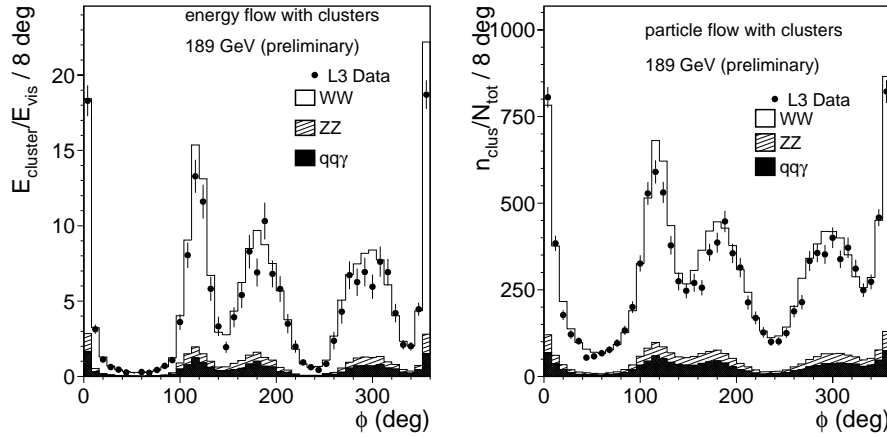 energy flow with clusters
189 GeV (preliminary)
L3 Data
WW
ZZ
qqγ
E_cluster/E_vis / 8 deg
0
5
10
15
20
0
100
200
300
ϕ (deg)
particle flow with clusters
189 GeV (preliminary)
L3 Data
WW
ZZ
qqγ
n_clus/N_tot / 8 deg
0
250
500
750
1000
0
100
200
300
ϕ (deg)